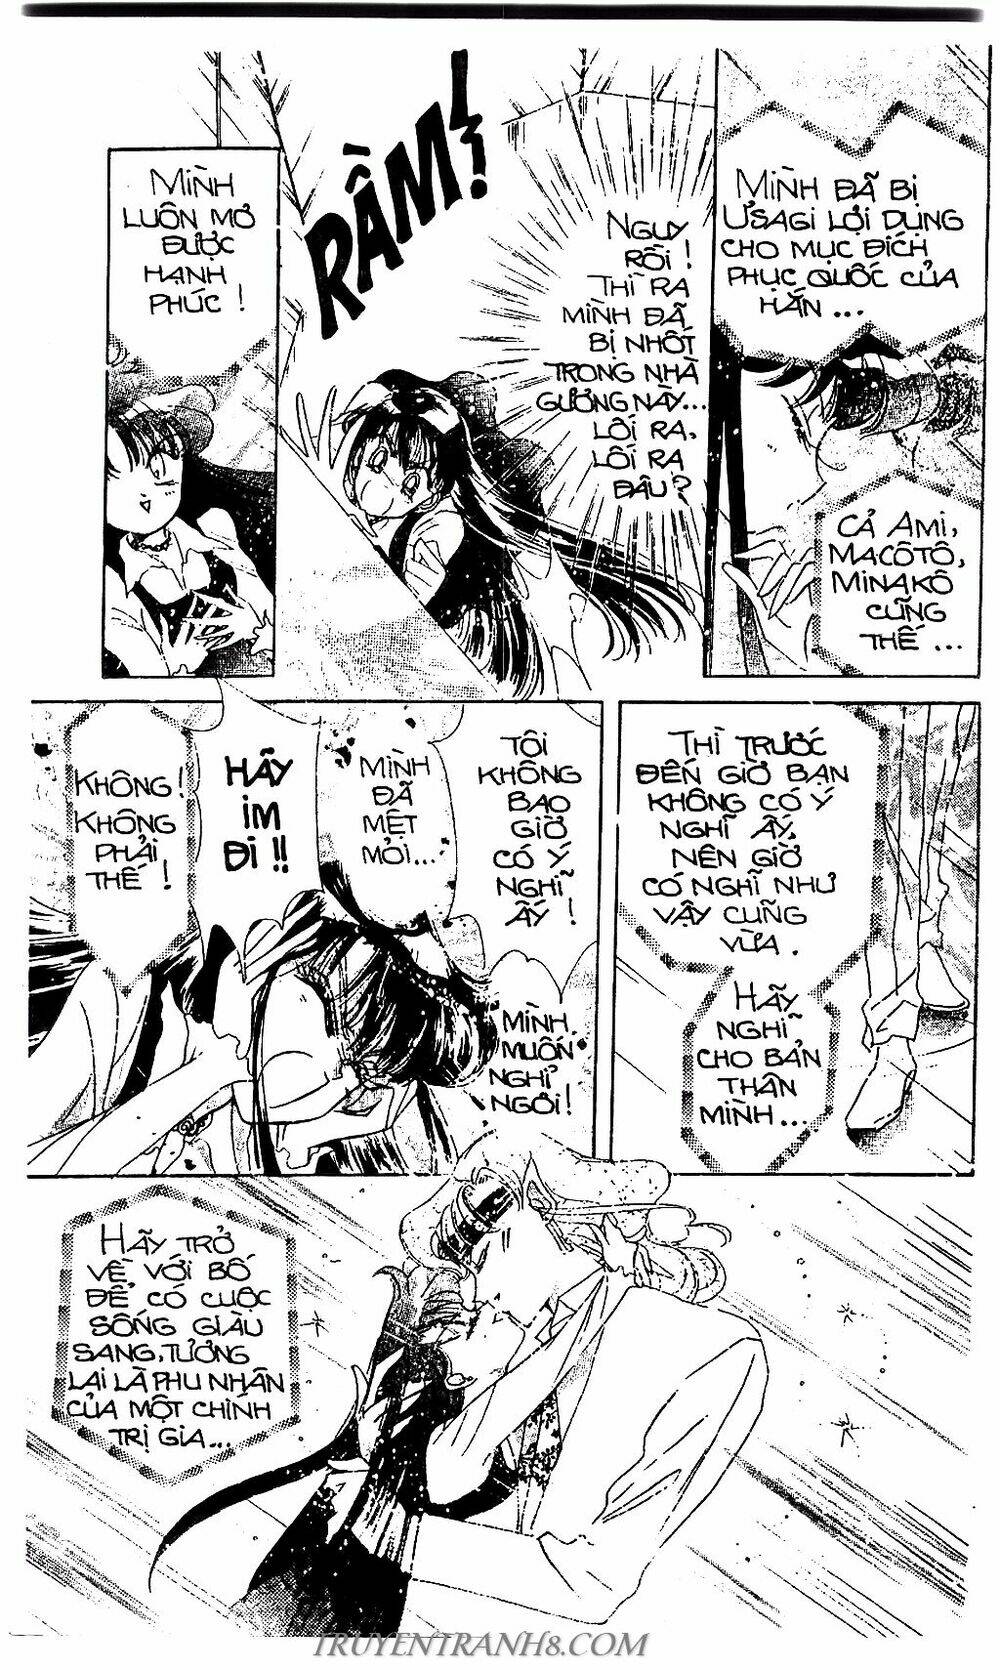 MÌNH ĐÃ BỊ
ƯSAGI LỢI DỤNG
CHO MỤC ĐÍCH
PHỤC QUỐC CỦA
HẮN...
CẢ AMI,
MACÔTÔ,
MINAKÔ
CŨNG
THẾ...
NGUY
RỒI!
THÌ RA
MÌNH ĐÃ
BỊ NHỐT
TRONG NHÀ
GƯƠNG NÀY...
LỐI RA,
LỐI RA
ĐÂU?
RẦM!
MÌNH
LUÔN MƠ
ĐƯỢC
HẠNH
PHÚC!
THÌ TRƯỚC
ĐẾN GIỜ BẠN
KHÔNG CÓ Ý
NGHĨ ẤY,
NÊN GIỜ
CÓ NGHĨ NHƯ
VẬY CŨNG
VỪA.
HÃY
NGHĨ
CHO BẢN
THÂN
MÌNH...
TÔI
KHÔNG
BAO
GIỜ
CÓ Ý
NGHĨ
ẤY!
MÌNH
MUỐN
NGHỈ
NGƠI!
MÌNH
ĐÃ
MỆT
MỎI...
HÃY
IM
ĐI!!
KHÔNG!
KHÔNG
PHẢI
THẾ!
HÃY TRỞ
VỀ VỚI BỐ
ĐỂ CÓ CUỘC
SỐNG GIÀU
SANG, TƯƠNG
LAI LÀ PHU NHÂN
CỦA MỘT CHÍNH
TRỊ GIA...
TRUYENTRANH8.COM